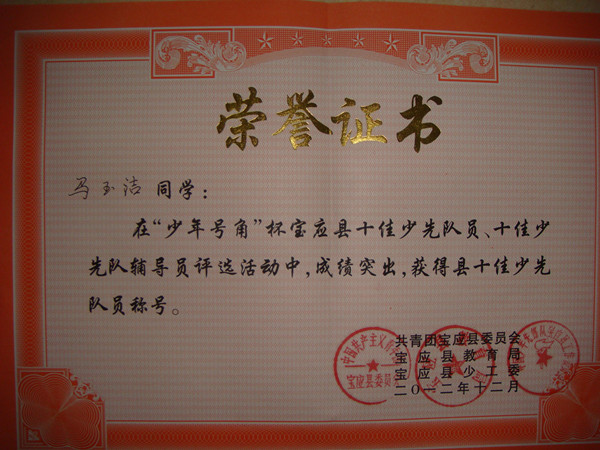 荣誉证书
马玉洁 同学：
在“少年号角”杯宝应县十佳少先队员、十佳少
先队辅导员评选活动中，成绩突出，获得县十佳少先
队员称号。
共青团宝应县委员会
宝应县教育局
宝应县少工委
二〇一二年十二月